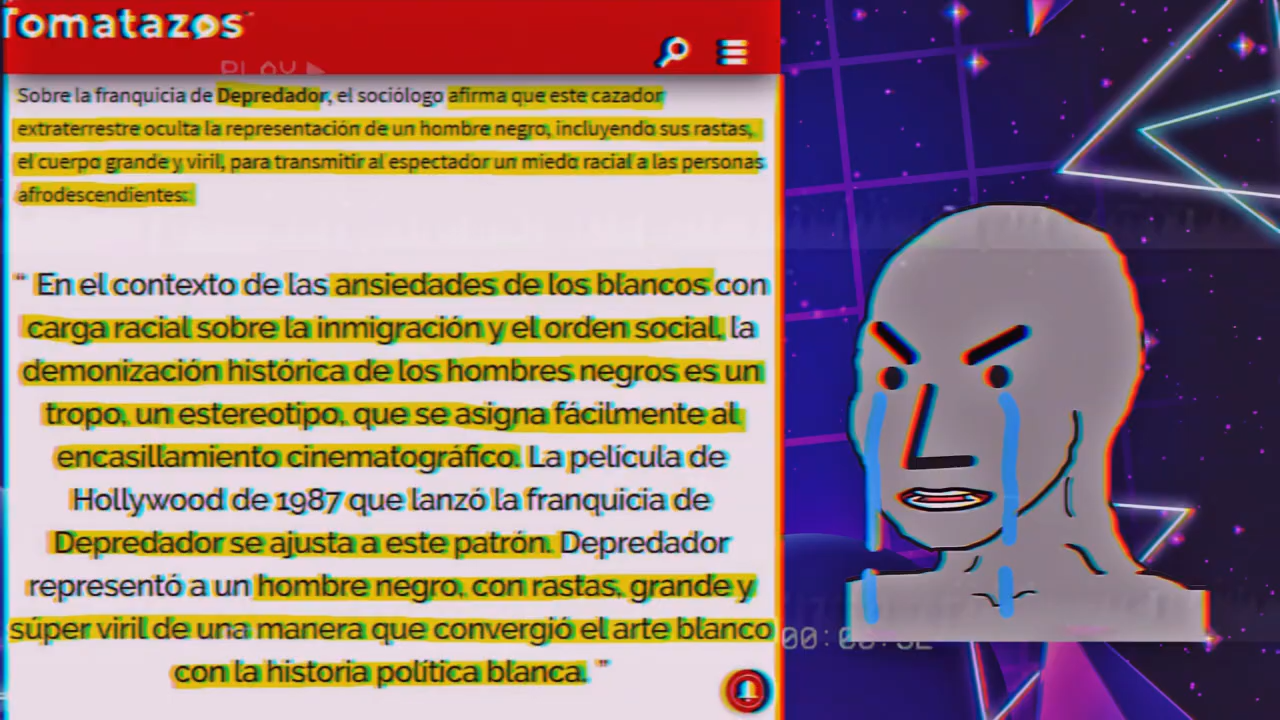 Tomatazos
PLAY
Sobre la franquicia de Depredador, el sociólogo afirma que este cazador
extraterrestre oculta la representación de un hombre negro, incluyendo sus rastas,
el cuerpo grande y viril, para transmitir al espectador un miedo racial a las personas
afrodescendientes:
" En el contexto de las ansiedades de los blancos con
carga racial sobre la inmigración y el orden social, la
demonización histórica de los hombres negros es un
tropo, un estereotipo, que se asigna fácilmente al
encasillamiento cinematográfico. La película de
Hollywood de 1987 que lanzó la franquicia de
Depredador se ajusta a este patrón. Depredador
representó a un hombre negro, con rastas, grande y
súper viril de una manera que convergió el arte blanco
con la historia política blanca. "